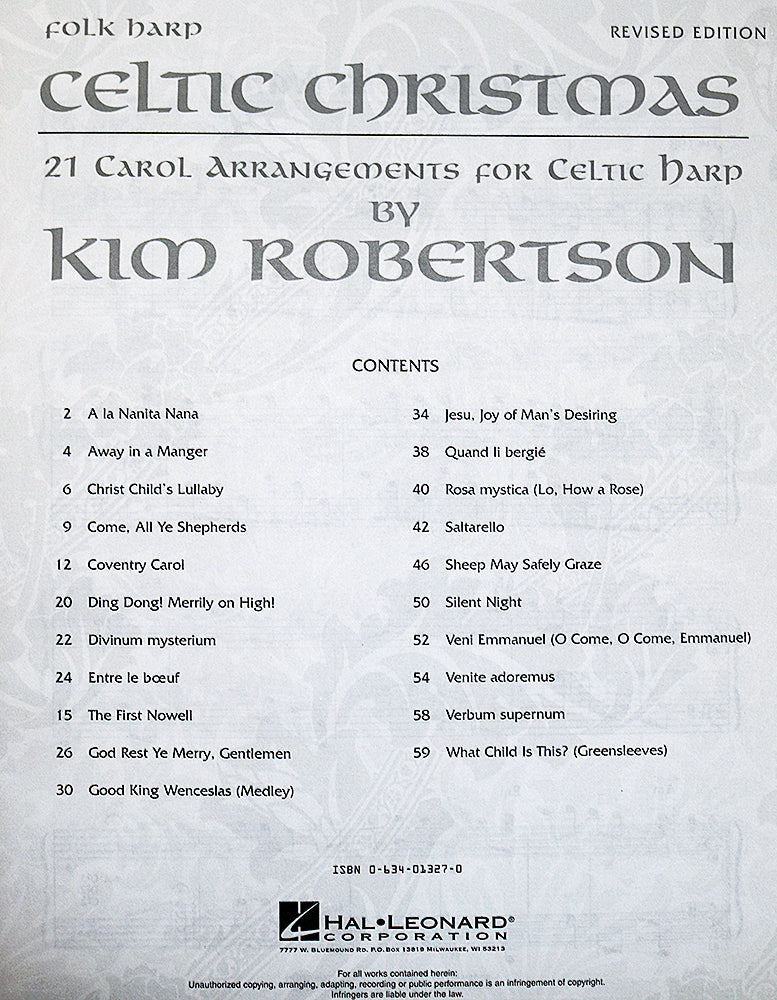 FOLK HARP
REVISED EDITION
CELTIC CHRISTMAS
21 CAROL ARRANGEMENTS FOR CELTIC HARP
BY
KIM ROBERTSON
CONTENTS
2 A la Nanita Nana
4 Away in a Manger
6 Christ Child's Lullaby
9 Come, All Ye Shepherds
12 Coventry Carol
20 Ding Dong! Merrily on High!
22 Divinum mysterium
24 Entre le bœuf
15 The First Nowell
26 God Rest Ye Merry, Gentlemen
30 Good King Wenceslas (Medley)
34 Jesu, Joy of Man's Desiring
38 Quand li bergié
40 Rosa mystica (Lo, How a Rose)
42 Saltarello
46 Sheep May Safely Graze
50 Silent Night
52 Veni Emmanuel (O Come, O Come, Emmanuel)
54 Venite adoremus
58 Verbum supernum
59 What Child Is This? (Greensleeves)
ISBN 0-634-01327-0
HL HAL•LEONARD®
CORPORATION
7777 W. BLUEMOUND RD. P.O. BOX 13819 MILWAUKEE, WI 53213
For all works contained herein:
Unauthorized copying, arranging, adapting, recording or public performance is an infringement of copyright.
Infringers are liable under the law.